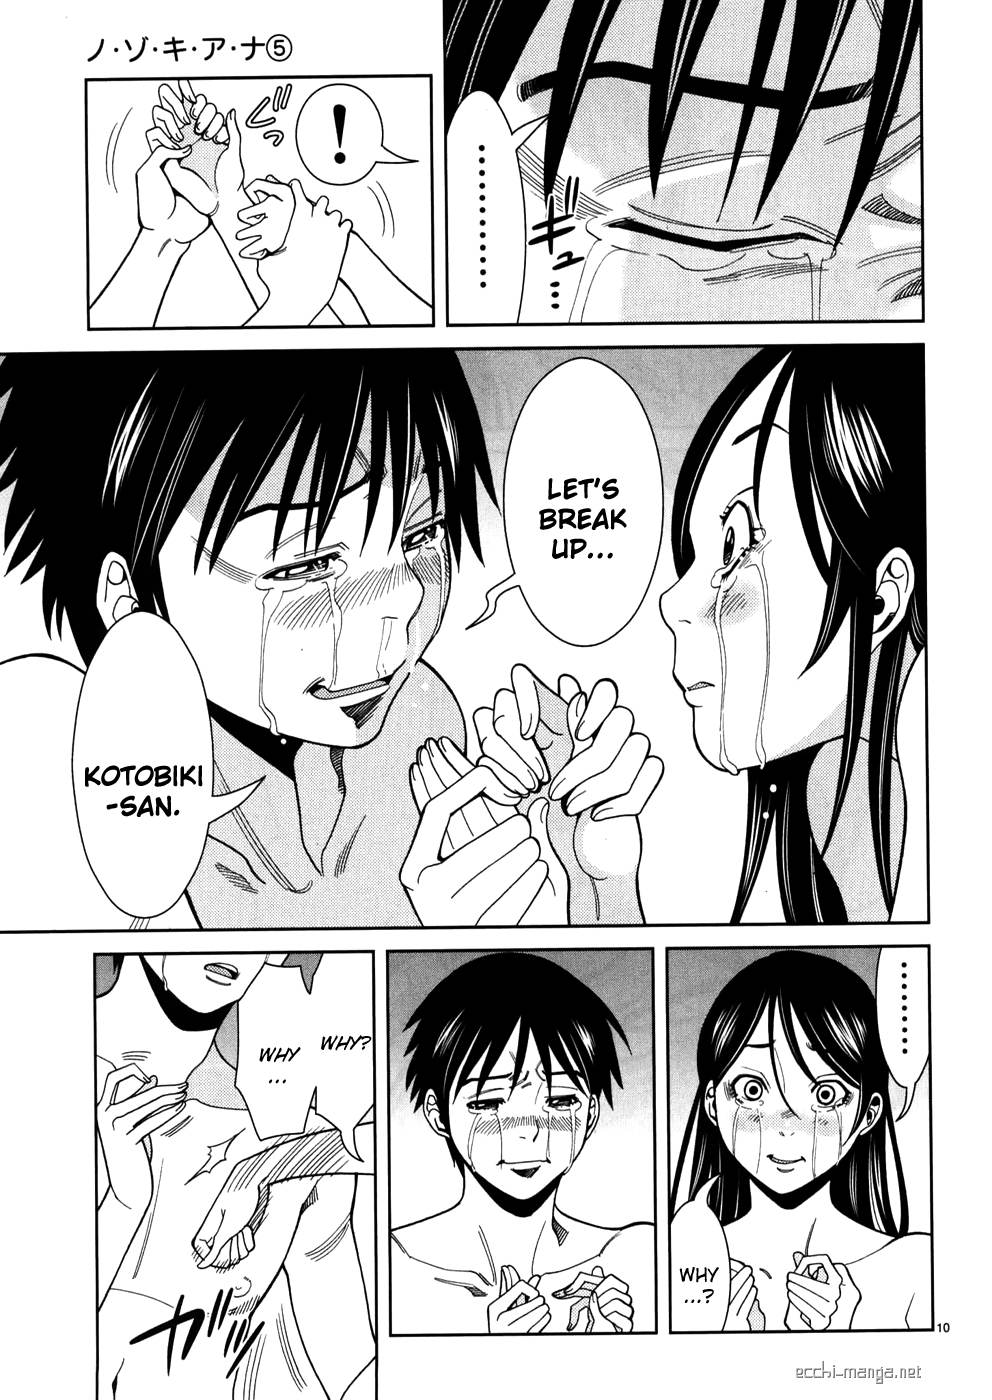 ノ・ゾ・キ・ア・ナ⑤
.........
ギュ...
!
ぐっ
LET'S
BREAK
UP...
KOTOBIKI
-SAN.
.........
WHY
...?
WHY?
WHY
...
ガッ
10
ecchi-manga.net